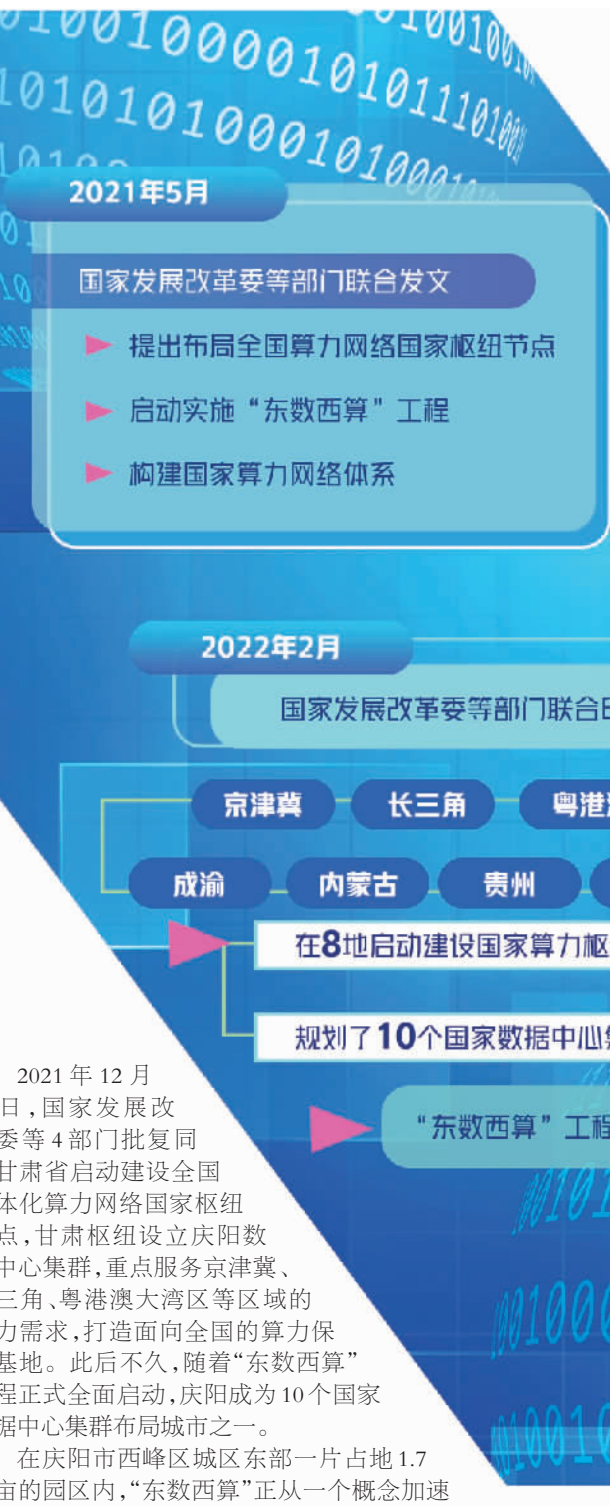 2021年5月
国家发展改革委等部门联合发文
提出布局全国算力网络国家枢纽节点
启动实施“东数西算”工程
构建国家算力网络体系
2022年2月
国家发展改革委等部门联合
京津冀 长三角 粤港
成渝 内蒙古 贵州
在8地启动建设国家算力枢
规划了10个国家数据中心
“东数西算”工程
2021年12月
日,国家发展改
委等4部门批复同
甘肃省启动建设全国
体化算力网络国家枢纽
点,甘肃枢纽设立庆阳数
中心集群,重点服务京津冀、
三角、粤港澳大湾区等区域的
力需求,打造面向全国的算力保
基地。此后不久,随着“东数西算”
程正式全面启动,庆阳成为10个国家
据中心集群布局城市之一。
在庆阳市西峰区城区东部一片占地1.7
亩的园区内,“东数西算”正从一个概念加速